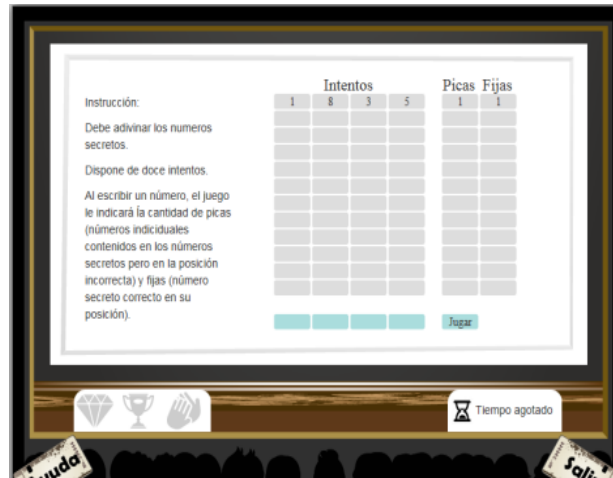 Intentos Picas Fijas
Instrucción:
1 8 3 5 1 1
Debe adivinar los numeros
secretos.
Dispone de doce intentos.
Al escribir un número, el juego
le indicará ĺa cantidad de picas
(números indiciduales
contenidos en los números
secretos pero en la posición
incorrecta) y fijas (número
secreto correcto en su
posición).
Jugar
Tiempo agotado